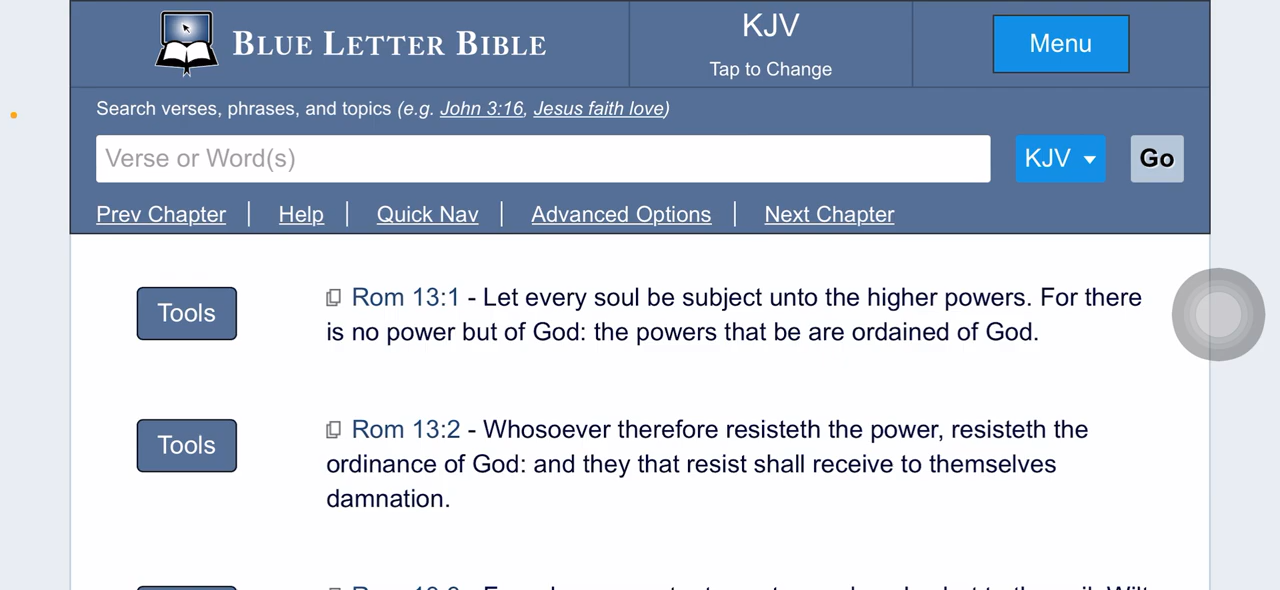 BLUE LETTER BIBLE
KJV
Tap to Change
Menu
Search verses, phrases, and topics (e.g. John 3:16, Jesus faith love)
Verse or Word(s)
KJV
Go
Prev Chapter | Help | Quick Nav | Advanced Options | Next Chapter
Tools
Rom 13:1 - Let every soul be subject unto the higher powers. For there
is no power but of God: the powers that be are ordained of God.
Tools
Rom 13:2 - Whosoever therefore resisteth the power, resisteth the
ordinance of God: and they that resist shall receive to themselves
damnation.